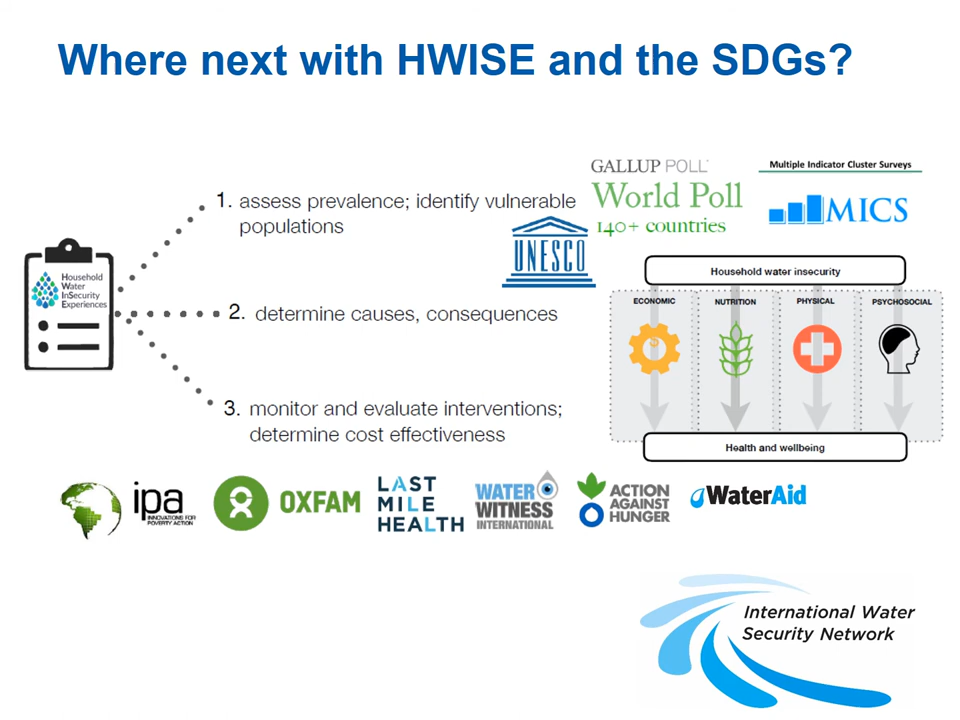 Where next with HWISE and the SDGs?
GALLUP POLL
World Poll
140+ countries
Multiple Indicator Cluster Surveys
MICS
1. assess prevalence; identify vulnerable
populations
UNESCO
Household
Water
InSecurity
Experiences
2. determine causes, consequences
3. monitor and evaluate interventions;
determine cost effectiveness
Household water insecurity
ECONOMIC
NUTRITION
PHYSICAL
PSYCHOSOCIAL
$
Health and wellbeing
ipa
INNOVATIONS FOR
POVERTY ACTION
OXFAM
LAST
MILE
HEALTH
WATER
WITNESS
INTERNATIONAL
ACTION
AGAINST
HUNGER
WaterAid
International Water
Security Network